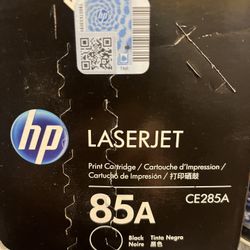 hp
LASERJET
Print Cartridge / Cartouche d'Impression /
Cartucho de Impresión / 打印硒鼓
85A
CE285A
Black Tinta Negro
Noire 黑色